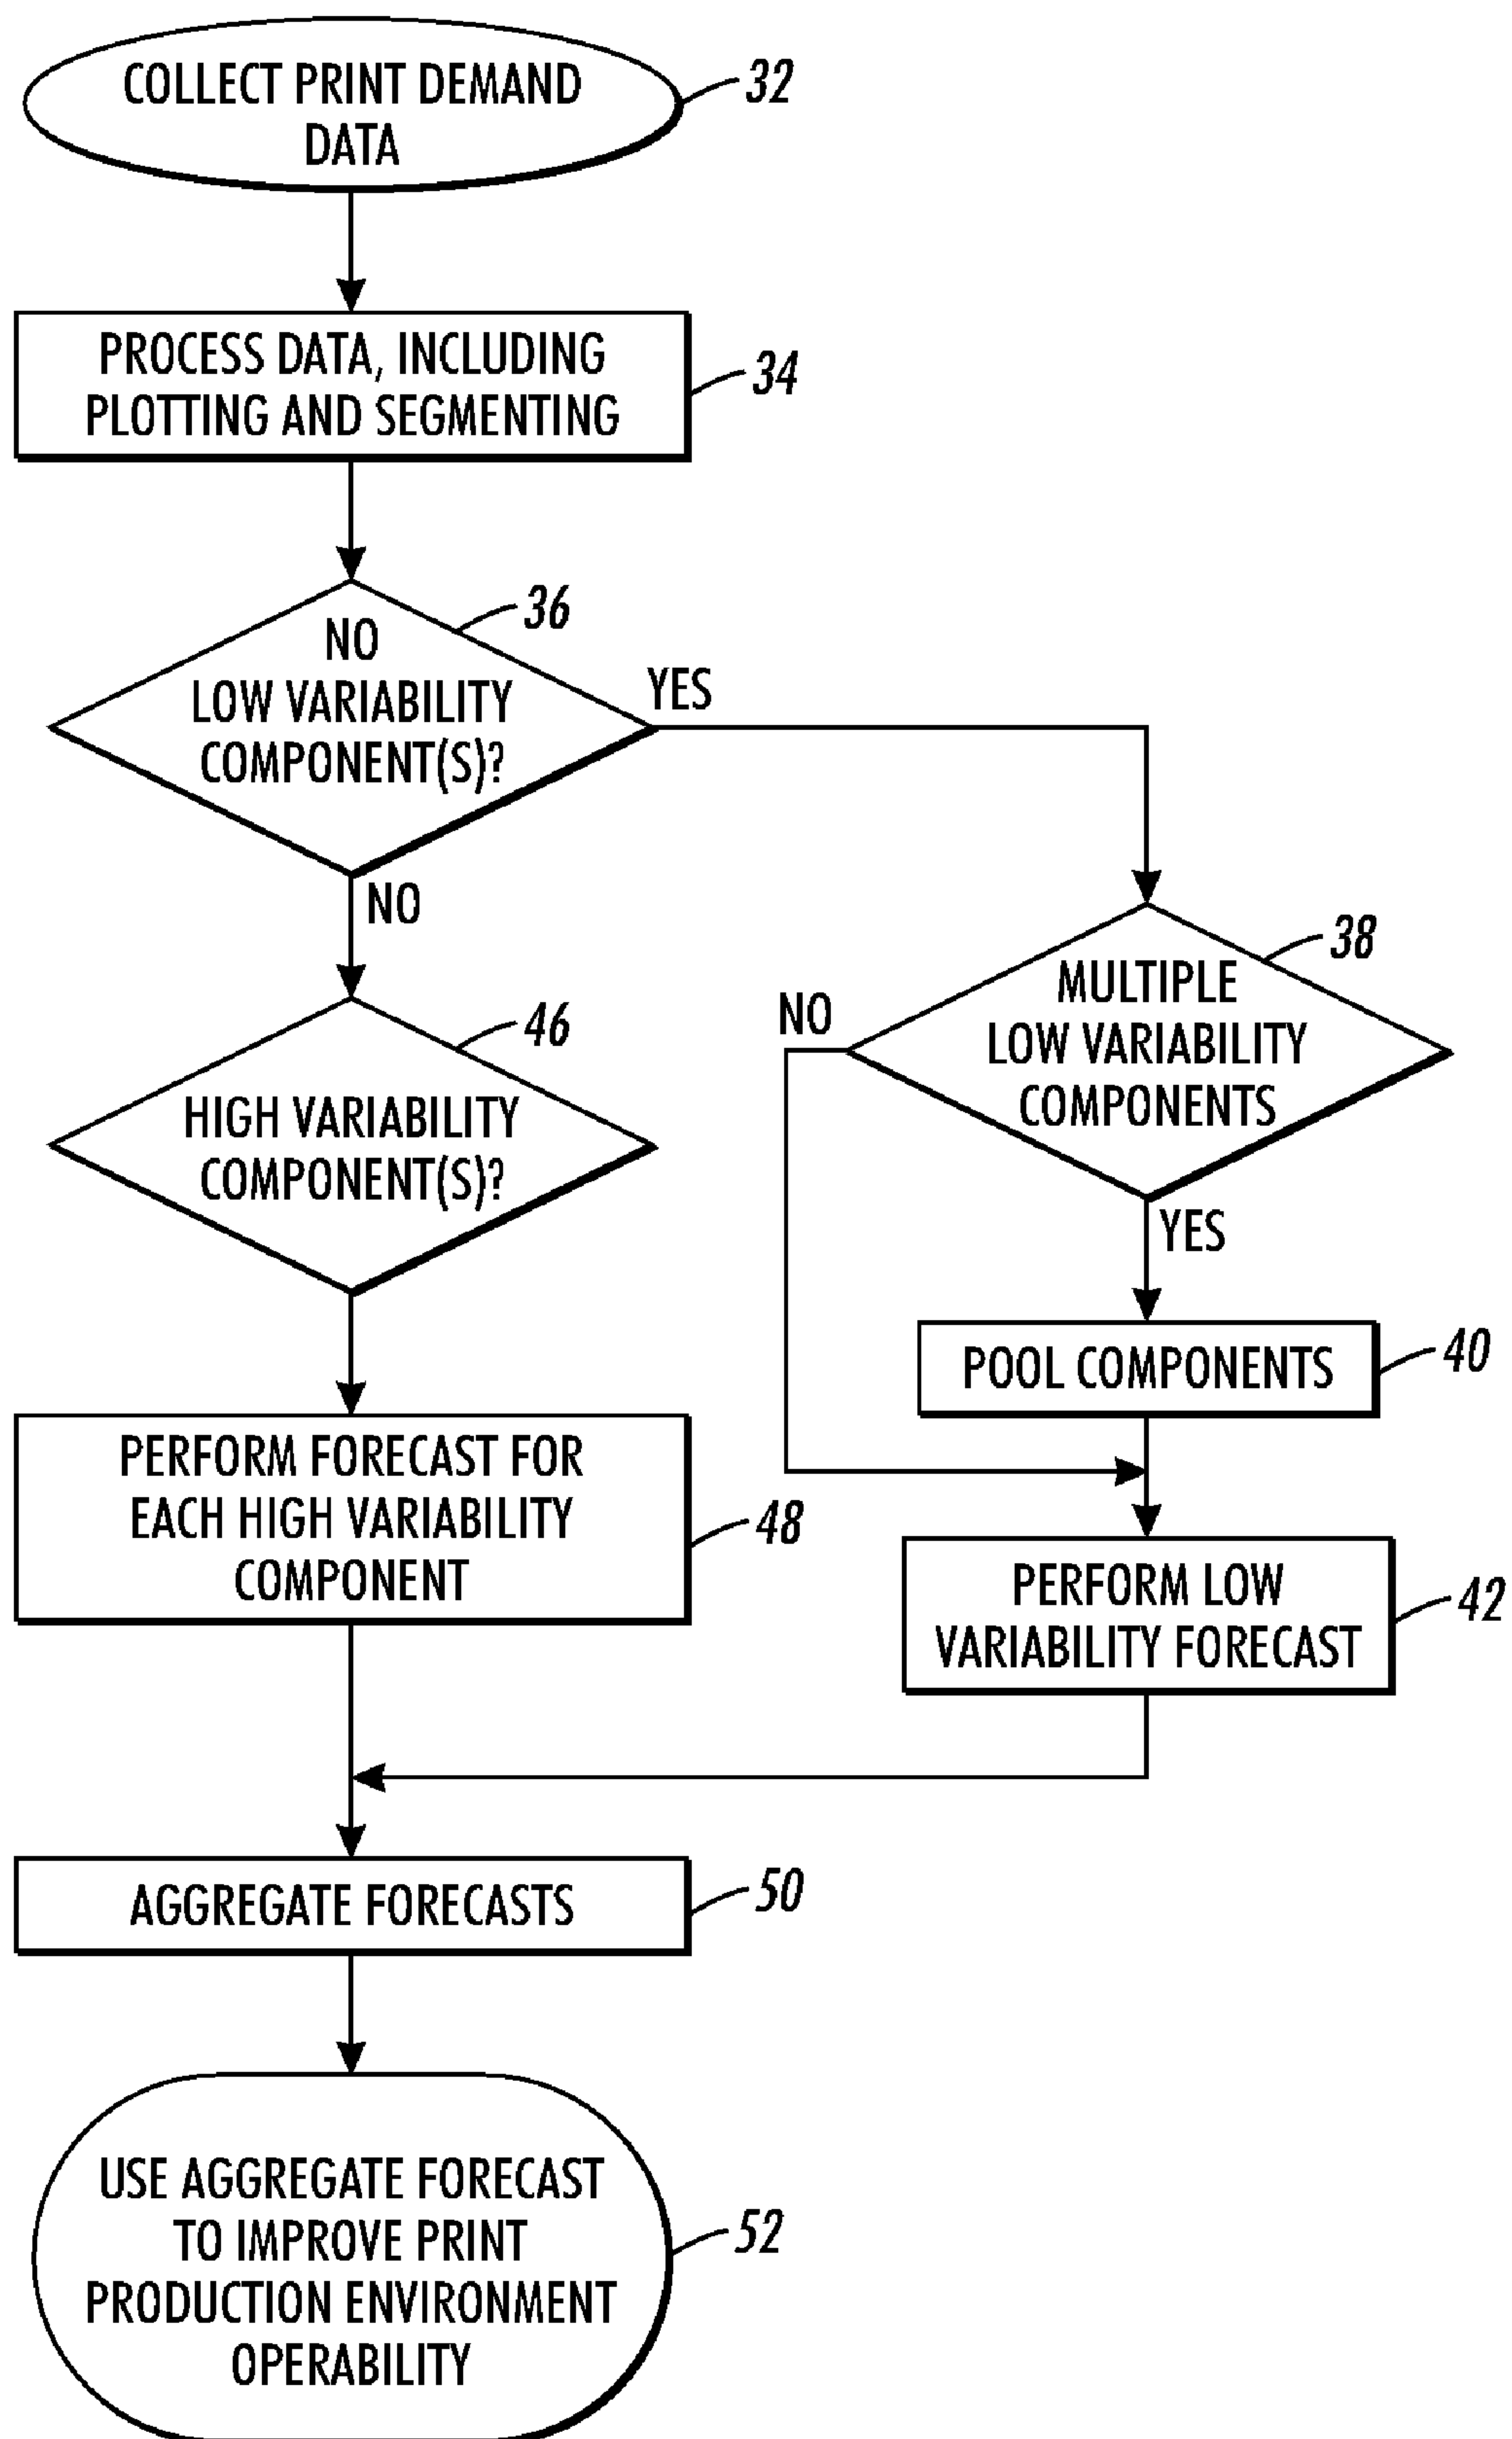 COLLECT PRINT DEMAND
DATA
32
PROCESS DATA, INCLUDING
PLOTTING AND SEGMENTING
34
NO
LOW VARIABILITY
COMPONENT(S)?
36
YES
NO
MULTIPLE
LOW VARIABILITY
COMPONENTS
38
NO
YES
HIGH VARIABILITY
COMPONENT(S)?
46
POOL COMPONENTS
40
PERFORM FORECAST FOR
EACH HIGH VARIABILITY
COMPONENT
48
PERFORM LOW
VARIABILITY FORECAST
42
AGGREGATE FORECASTS
50
USE AGGREGATE FORECAST
TO IMPROVE PRINT
PRODUCTION ENVIRONMENT
OPERABILITY
52